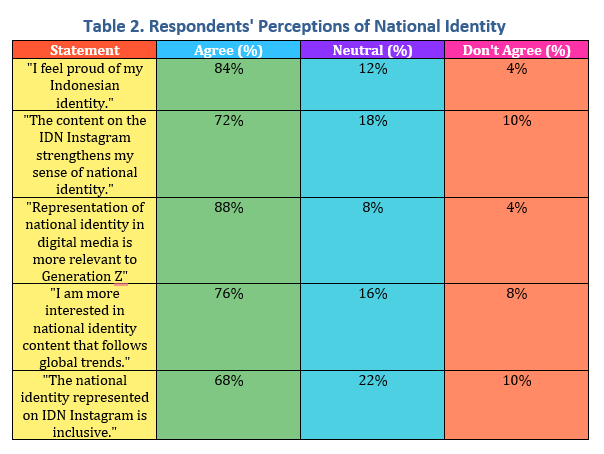 Table 2. Respondents' Perceptions of National Identity
Statement Agree (%) Neutral (%) Don't Agree (%)
"I feel proud of my 84% 12% 4%
Indonesian
identity."
"The content on the 72% 18% 10%
IDN Instagram
strengthens my
sense of national
identity."
"Representation of 88% 8% 4%
national identity in
digital media is
more relevant to
Generation Z"
"I am more 76% 16% 8%
interested in
national identity
content that follows
global trends."
"The national 68% 22% 10%
identity represented
on IDN Instagram is
inclusive."